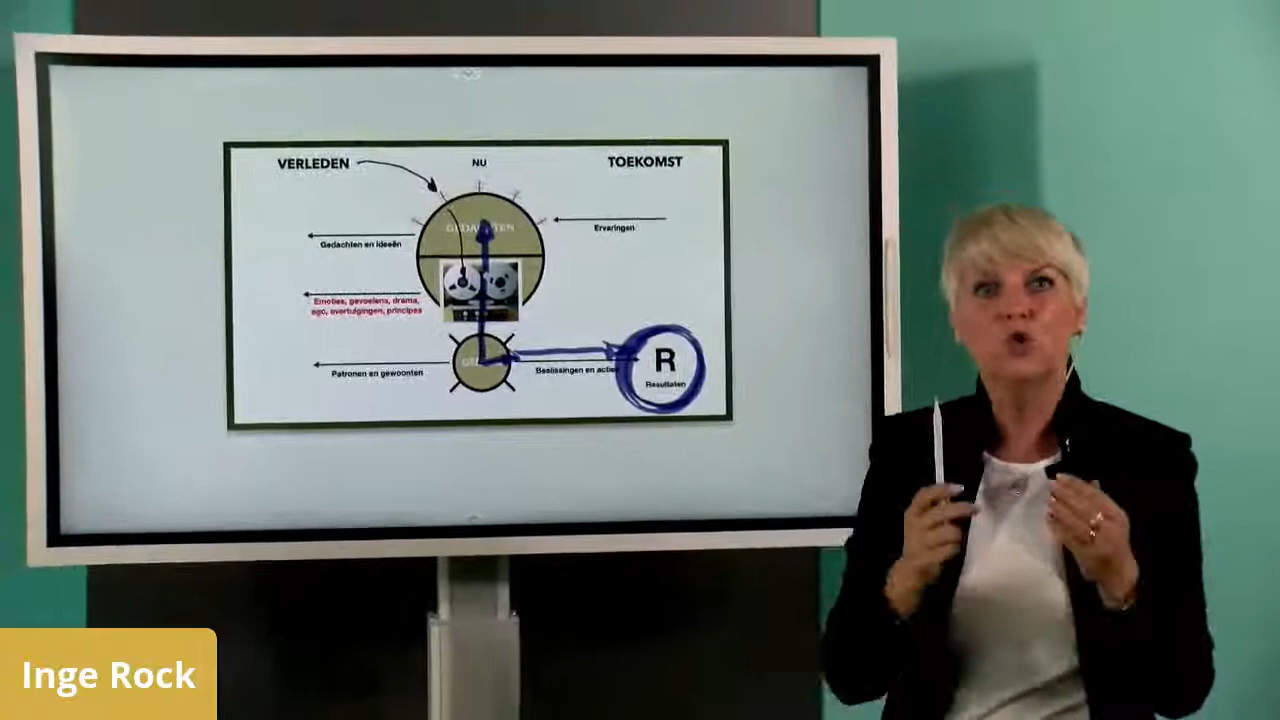 VERLEDEN
NU
TOEKOMST
Gedachten en ideeën
Ervaringen
Emoties, gevoelens, drama,
ego, overtuigingen, principes
Patronen en gewoonten
Beslissingen en acties
R
Resultaten
Inge Rock